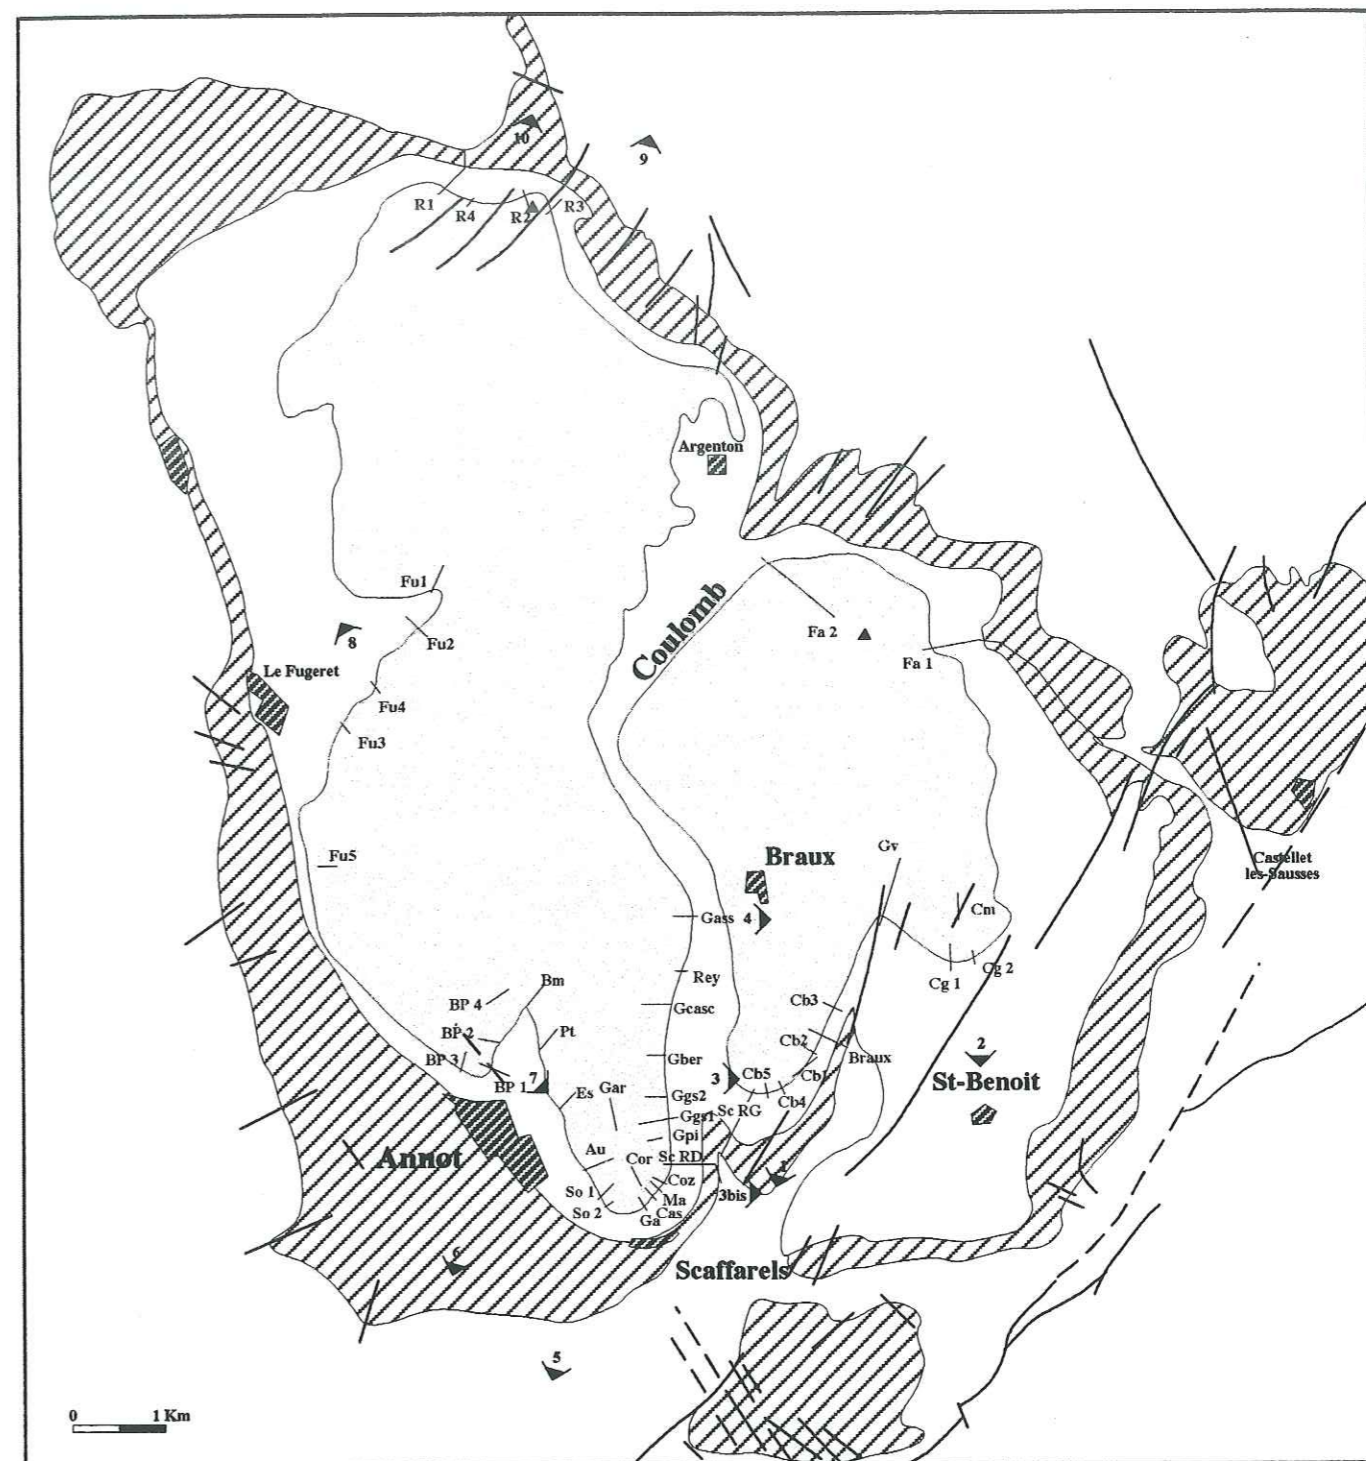 10
9
R1
R4
R2
R3
Argenton
Fu1
Coulomb
Fa 2
8
Fu2
Fa 1
Le Fugeret
Fu4
Fu3
Gv
Fu5
Braux
Castellet
les-Sausses
Gass
4
Cm
Rey
Cg 2
Cg 1
Bm
BP 4
Gcasc
Cb3
BP 2
Pt
Cb2
2
BP 3
Gber
Braux
BP 1
7
3
Cb5
Cb1
St-Benoit
Es
Gar
Ggs2
Cb4
Ggs1
Sc RG
Gpi
Annot
Au
Cor
Sc RD
1
Coz
So 1
Ma
3bis
So 2
Ga
Cas
6
Scaffarels
5
0
1 Km